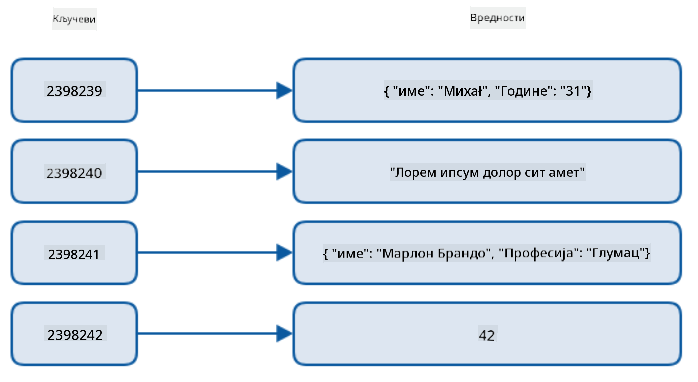 Кључеви
Вредности
2398239
{ "име": "Михаł", "Године": "31"}
2398240
"Лорем ипсум долор сит амет"
2398241
{ "име": "Марлон Брандо", "Професија": "Глумац"}
2398242
42